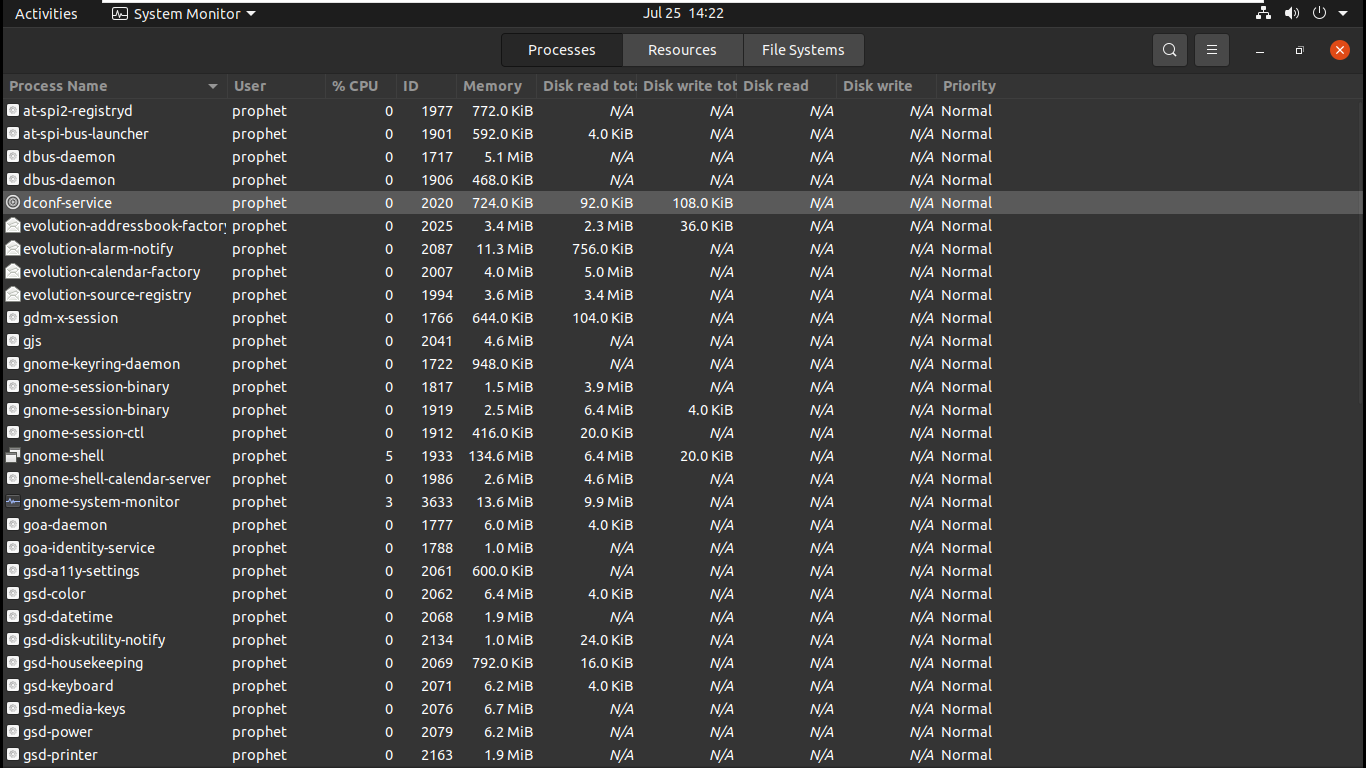 Activities System Monitor Jul 25 14:22
Processes Resources File Systems
Process Name User % CPU ID Memory Disk read tota Disk write tot Disk read Disk write Priority
at-spi2-registryd prophet 0 1977 772.0 KiB N/A N/A N/A N/A Normal
at-spi-bus-launcher prophet 0 1901 592.0 KiB 4.0 KiB N/A N/A N/A Normal
dbus-daemon prophet 0 1717 5.1 MiB N/A N/A N/A N/A Normal
dbus-daemon prophet 0 1906 468.0 KiB N/A N/A N/A N/A Normal
dconf-service prophet 0 2020 724.0 KiB 92.0 KiB 108.0 KiB N/A N/A Normal
evolution-addressbook-factory prophet 0 2025 3.4 MiB 2.3 MiB 36.0 KiB N/A N/A Normal
evolution-alarm-notify prophet 0 2087 11.3 MiB 756.0 KiB N/A N/A N/A Normal
evolution-calendar-factory prophet 0 2007 4.0 MiB 5.0 MiB N/A N/A N/A Normal
evolution-source-registry prophet 0 1994 3.6 MiB 3.4 MiB N/A N/A N/A Normal
gdm-x-session prophet 0 1766 644.0 KiB 104.0 KiB N/A N/A N/A Normal
gjs prophet 0 2041 4.6 MiB N/A N/A N/A N/A Normal
gnome-keyring-daemon prophet 0 1722 948.0 KiB N/A N/A N/A N/A Normal
gnome-session-binary prophet 0 1817 1.5 MiB 3.9 MiB N/A N/A N/A Normal
gnome-session-binary prophet 0 1919 2.5 MiB 6.4 MiB 4.0 KiB N/A N/A Normal
gnome-session-ctl prophet 0 1912 416.0 KiB 20.0 KiB N/A N/A N/A Normal
gnome-shell prophet 5 1933 134.6 MiB 6.4 MiB 20.0 KiB N/A N/A Normal
gnome-shell-calendar-server prophet 0 1986 2.6 MiB 4.6 MiB N/A N/A N/A Normal
gnome-system-monitor prophet 3 3633 13.6 MiB 9.9 MiB N/A N/A N/A Normal
goa-daemon prophet 0 1777 6.0 MiB 4.0 KiB N/A N/A N/A Normal
goa-identity-service prophet 0 1788 1.0 MiB N/A N/A N/A N/A Normal
gsd-a11y-settings prophet 0 2061 600.0 KiB N/A N/A N/A N/A Normal
gsd-color prophet 0 2062 6.4 MiB 4.0 KiB N/A N/A N/A Normal
gsd-datetime prophet 0 2068 1.9 MiB N/A N/A N/A N/A Normal
gsd-disk-utility-notify prophet 0 2134 1.0 MiB 24.0 KiB N/A N/A N/A Normal
gsd-housekeeping prophet 0 2069 792.0 KiB 16.0 KiB N/A N/A N/A Normal
gsd-keyboard prophet 0 2071 6.2 MiB 4.0 KiB N/A N/A N/A Normal
gsd-media-keys prophet 0 2076 6.7 MiB N/A N/A N/A N/A Normal
gsd-power prophet 0 2079 6.2 MiB N/A N/A N/A N/A Normal
gsd-printer prophet 0 2163 1.9 MiB N/A N/A N/A N/A Normal